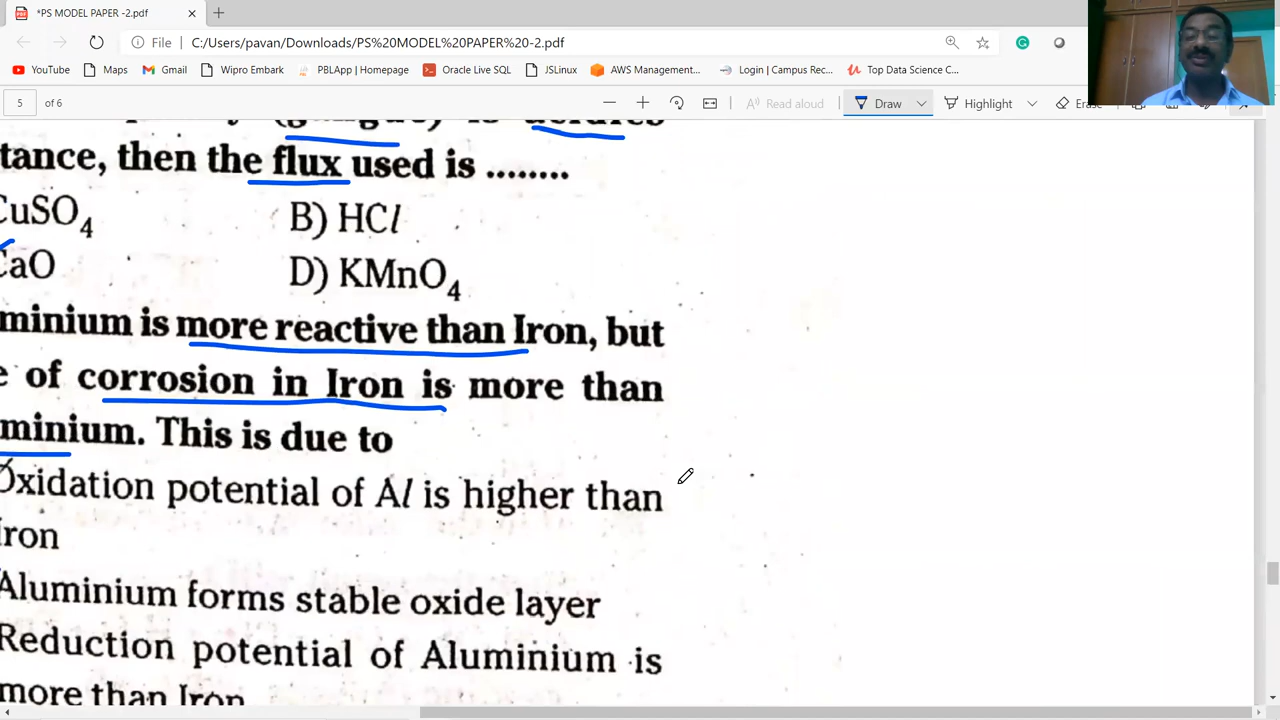 *PS MODEL PAPER -2.pdf
File C:/Users/pavan/Downloads/PS%20MODEL%20PAPER%20-2.pdf
YouTube Maps Gmail Wipro Embark PBLApp | Homepage Oracle Live SQL JSLinux AWS Management... Login | Campus Rec... Top Data Science C...
5 of 6 Read aloud Draw Highlight
tance, then the flux used is ........
CuSO4 B) HCl
CaO D) KMnO4
minium is more reactive than Iron, but
e of corrosion in Iron is more than
minium. This is due to
Oxidation potential of Al is higher than
Iron
Aluminium forms stable oxide layer
Reduction potential of Aluminium is
more than Iron